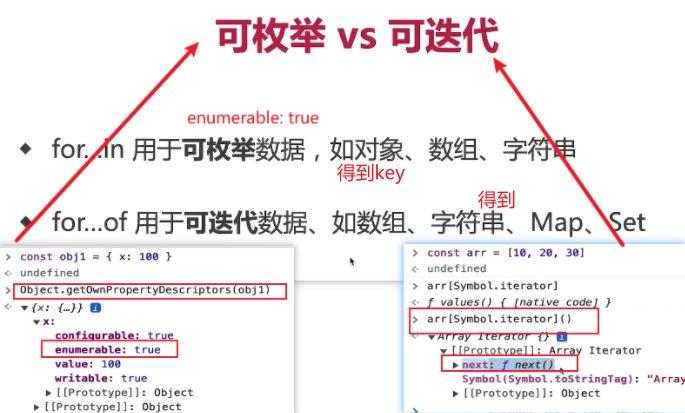 可枚举 vs 可迭代
enumerable: true
for...in 用于可枚举数据，如对象、数组、字符串
得到key
得到
for...of 用于可迭代数据、如数组、字符串、Map、Set
const obj1 = { x: 100 }
undefined
Object.getOwnPropertyDescriptors(obj1)
{x: {…}}
x:
configurable: true
enumerable: true
value: 100
writable: true
[[Prototype]]: Object
[[Prototype]]: Object
const arr = [10, 20, 30]
undefined
arr[Symbol.iterator]
ƒ values() { [native code] }
arr[Symbol.iterator]()
Array Iterator {}
[[Prototype]]: Array Iterator
next: ƒ next()
Symbol(Symbol.toStringTag): "Array
[[Prototype]]: Object